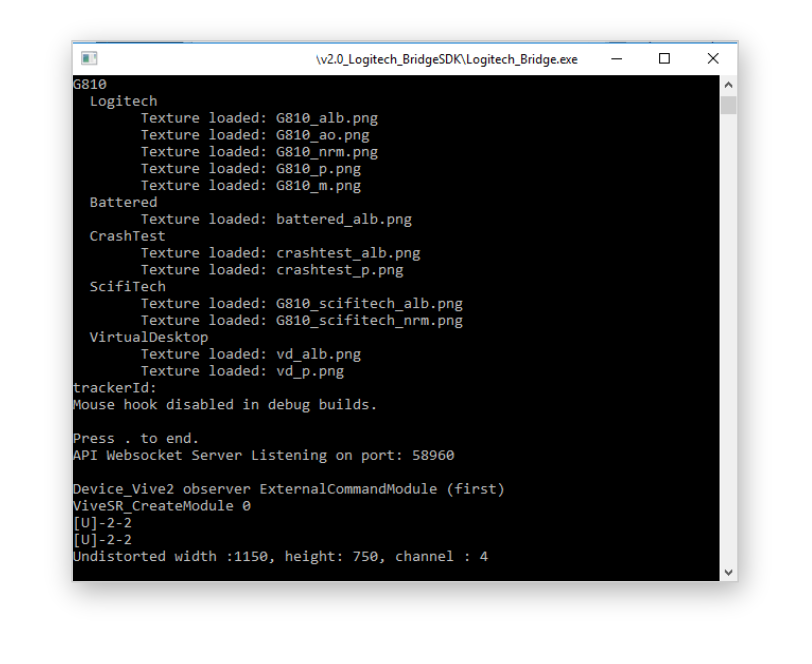 \v2.0_Logitech_BridgeSDK\Logitech_Bridge.exe
G810
Logitech
Texture loaded: G810_alb.png
Texture loaded: G810_ao.png
Texture loaded: G810_nrm.png
Texture loaded: G810_p.png
Texture loaded: G810_m.png
Battered
Texture loaded: battered_alb.png
CrashTest
Texture loaded: crashtest_alb.png
Texture loaded: crashtest_p.png
ScifiTech
Texture loaded: G810_scifitech_alb.png
Texture loaded: G810_scifitech_nrm.png
VirtualDesktop
Texture loaded: vd_alb.png
Texture loaded: vd_p.png
trackerId:
Mouse hook disabled in debug builds.
Press . to end.
API Websocket Server Listening on port: 58960
Device_Vive2 observer ExternalCommandModule (first)
ViveSR_CreateModule 0
[U]-2-2
[U]-2-2
Undistorted width :1150, height: 750, channel : 4